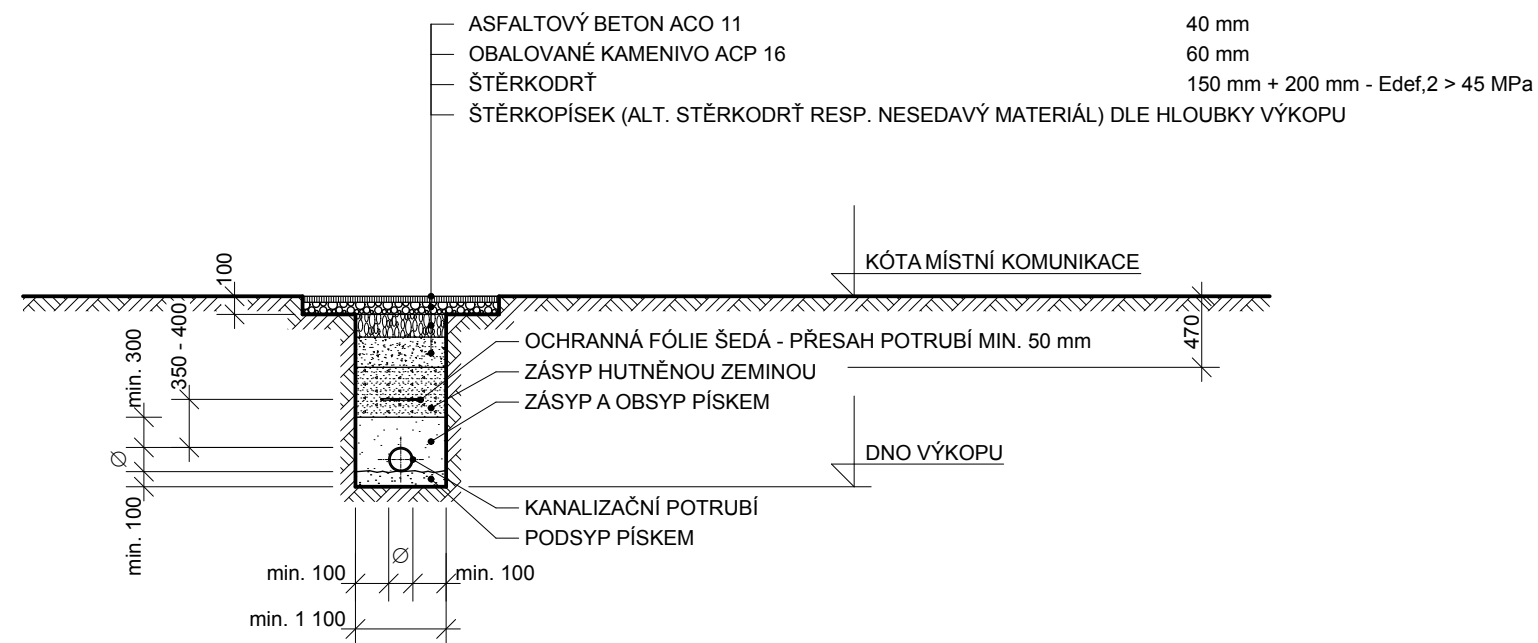 ASFALTOVÝ BETON ACO 11 40 mm
OBALOVANÉ KAMENIVO ACP 16 60 mm
ŠTĚRKODRŤ 150 mm + 200 mm - Edef,2 > 45 MPa
ŠTĚRKOPÍSEK (ALT. STĚRKODRŤ RESP. NESEDAVÝ MATERIÁL) DLE HLOUBKY VÝKOPU
KÓTA MÍSTNÍ KOMUNIKACE
100
470
OCHRANNÁ FÓLIE ŠEDÁ - PŘESAH POTRUBÍ MIN. 50 mm
ZÁSYP HUTNĚNOU ZEMINOU
ZÁSYP A OBSYP PÍSKEM
min. 300
350 - 400
∅
min. 100
DNO VÝKOPU
KANALIZAČNÍ POTRUBÍ
PODSYP PÍSKEM
∅
min. 100 min. 100
min. 1 100